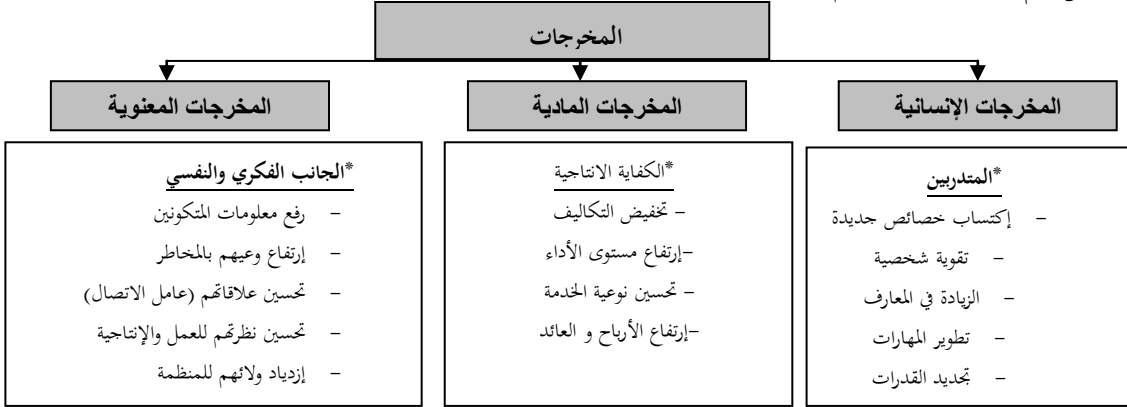 المخرجات
المخرجات الإنسانية
المخرجات المادية
المخرجات المعنوية
*المتدربين
- إكتساب خصائص جديدة
- تقوية شخصية
- الزيادة في المعارف
- تطوير المهارات
- تجديد القدرات
*الكفاية الانتاجية
- تخفيض التكاليف
-إرتفاع مستوى الأداء
- تحسين نوعية الخدمة
-إرتفاع الأرباح و العائد
*الجانب الفكري والنفسي
- رفع معلومات المتكونين
- إرتفاع وعيهم بالمخاطر
- تحسين علاقاتهم (عامل الاتصال)
- تحسين نظرتهم للعمل والإنتاجية
- إزدياد ولائهم للمنظمة